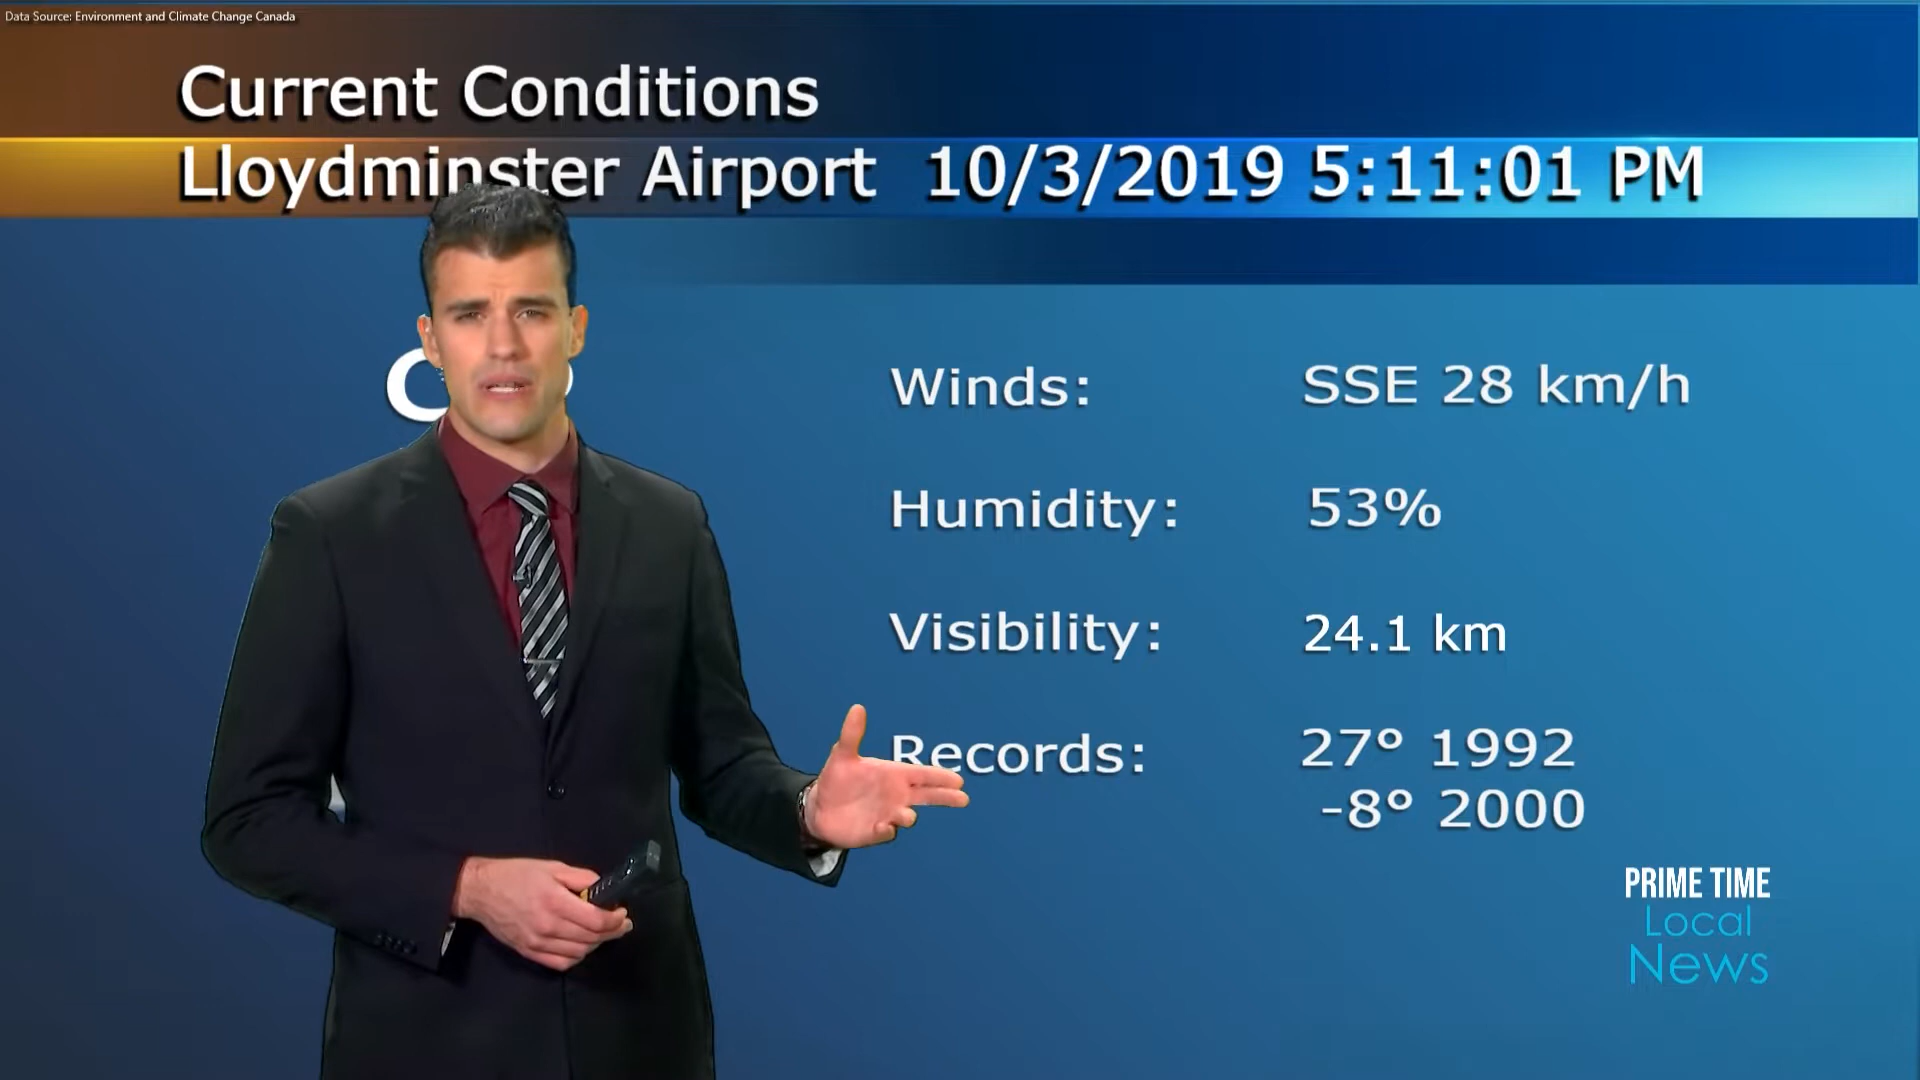 Data Source: Environment and Climate Change Canada
Current Conditions
Lloydminster Airport 10/3/2019 5:11:01 PM
Winds: SSE 28 km/h
Humidity: 53%
Visibility: 24.1 km
Records: 27° 1992
-8° 2000
PRIME TIME
Local
News